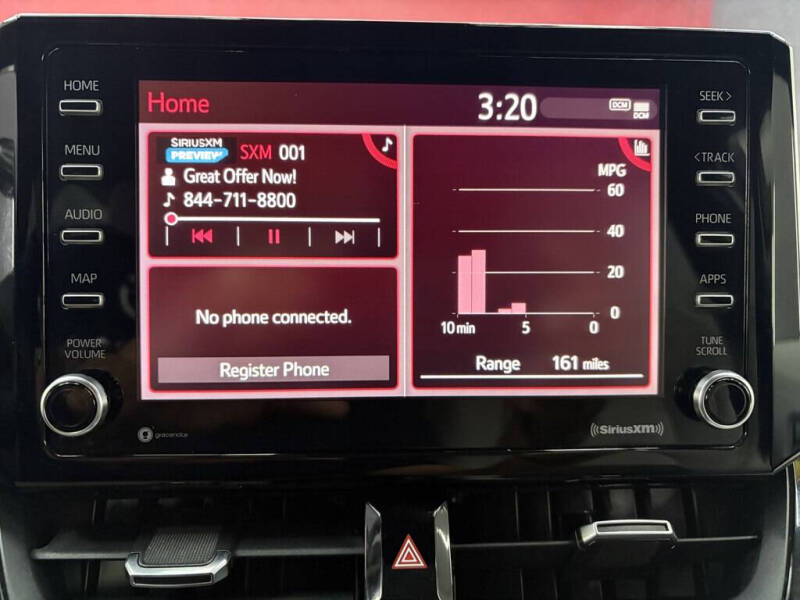 HOME
MENU
AUDIO
MAP
POWER
VOLUME
Home
3:20
DCM
DCM
SIRIUSXM
PREVIEW
SXM 001
Great Offer Now!
844-711-8800
No phone connected.
Register Phone
MPG
60
40
20
0
10 min 5 0
Range 161 miles
SEEK >
< TRACK
PHONE
APPS
TUNE
SCROLL
gracenote
((SiriusXM))